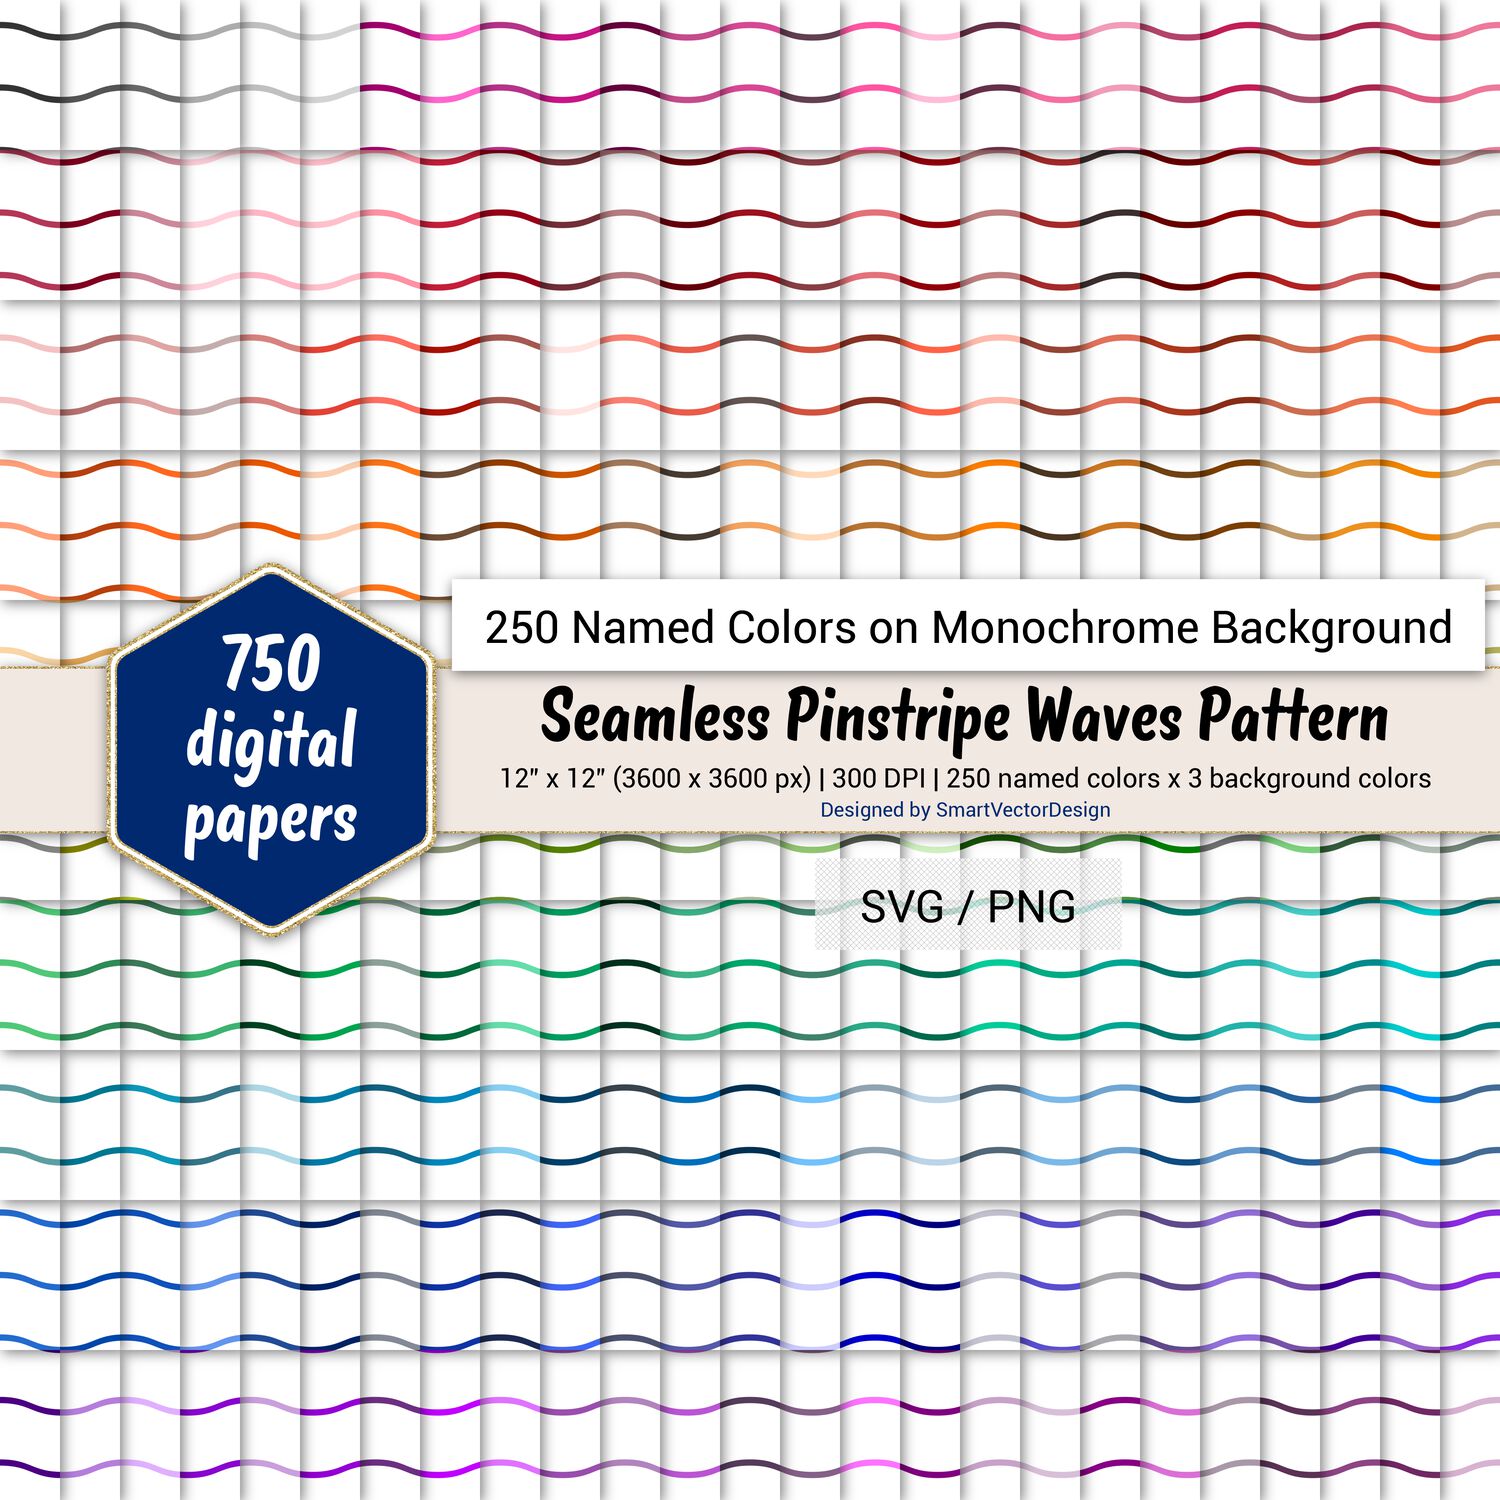 250 Named Colors on Monochrome Background
750
digital
papers
Seamless Pinstripe Waves Pattern
12" x 12" (3600 x 3600 px) | 300 DPI | 250 named colors x 3 background colors
Designed by SmartVectorDesign
SVG / PNG